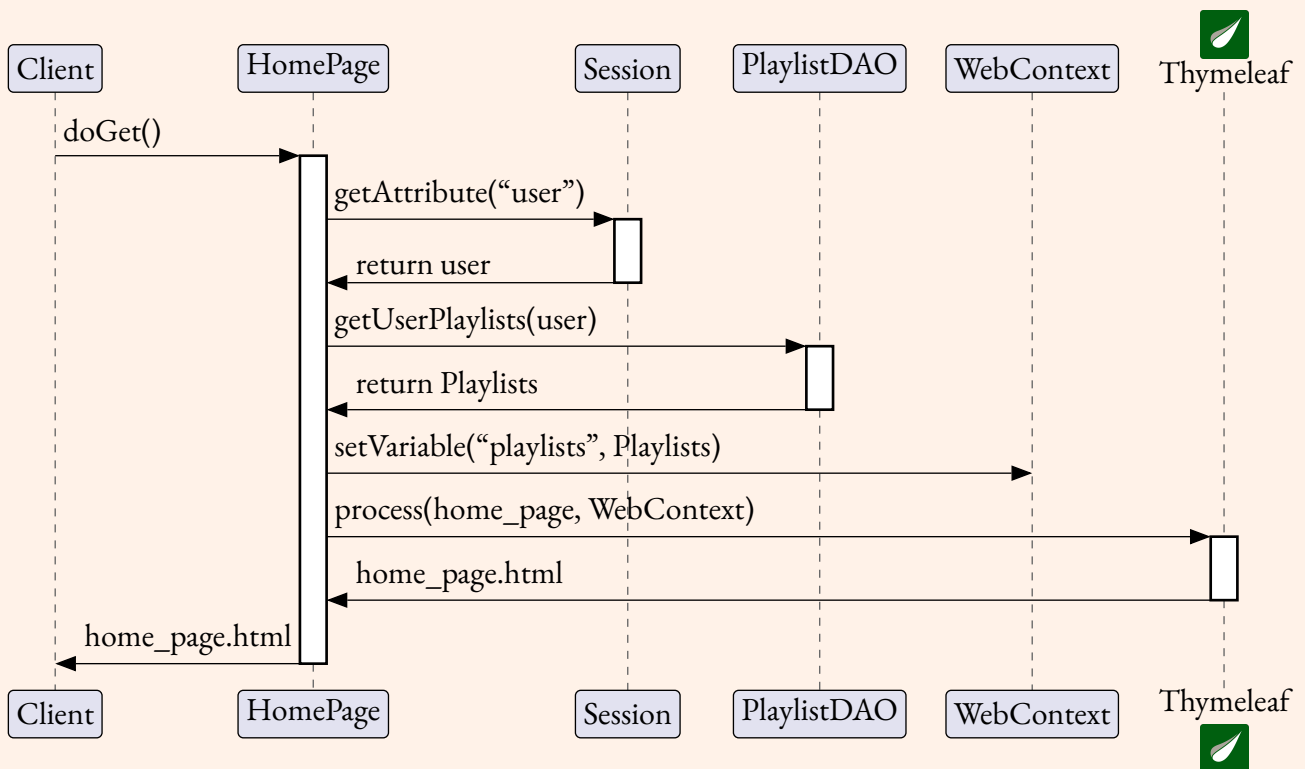 Client
HomePage
Session
PlaylistDAO
WebContext
Thymeleaf
doGet()
getAttribute(“user”)
return user
getUserPlaylists(user)
return Playlists
setVariable(“playlists”, Playlists)
process(home_page, WebContext)
home_page.html
home_page.html
Client
HomePage
Session
PlaylistDAO
WebContext
Thymeleaf